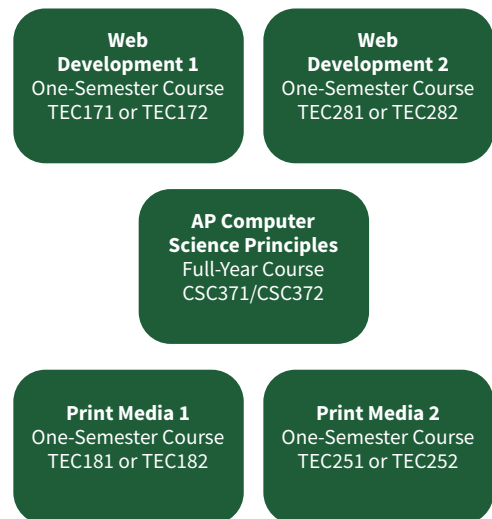 Web
Development 1
One-Semester Course
TEC171 or TEC172
Web
Development 2
One-Semester Course
TEC281 or TEC282
AP Computer
Science Principles
Full-Year Course
CSC371/CSC372
Print Media 1
One-Semester Course
TEC181 or TEC182
Print Media 2
One-Semester Course
TEC251 or TEC252